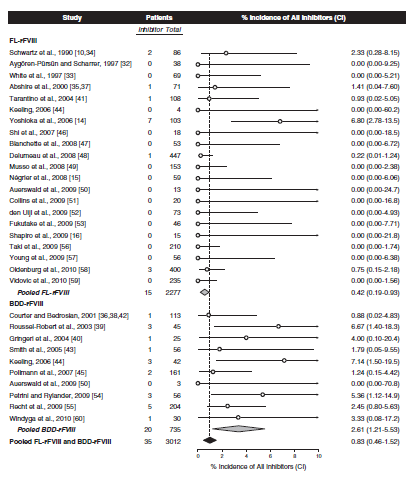 Study Patients % Incidence of All Inhibitors (CI)
Inhibitor Total
FL-rFVIII
Schwartz et al., 1990 [10,34] 2 86 2.33 (0.28-8.15)
Aygören-Pürsün and Scharrer, 1997 [32] 0 38 0.00 (0.00-9.25)
White et al., 1997 [33] 0 69 0.00 (0.00-5.21)
Abshire et al., 2000 [35,37] 1 71 1.41 (0.04-7.60)
Tarantino et al., 2004 [41] 1 108 0.93 (0.02-5.05)
Keeling, 2006 [44] 0 4 0.00 (0.00-60.2)
Yoshioka et al., 2006 [14] 7 103 6.80 (2.78-13.5)
Shi et al., 2007 [46] 0 18 0.00 (0.00-18.5)
Blanchette et al., 2008 [47] 0 53 0.00 (0.00-6.72)
Delumeau et al., 2008 [48] 1 447 0.22 (0.01-1.24)
Musso et al., 2008 [49] 0 153 0.00 (0.00-2.38)
Négrier et al., 2008 [15] 0 59 0.00 (0.00-6.06)
Auerswald et al., 2009 [50] 0 13 0.00 (0.00-24.7)
Collins et al., 2009 [51] 0 20 0.00 (0.00-16.8)
den Uijl et al., 2009 [52] 0 73 0.00 (0.00-4.93)
Fukutake et al., 2009 [53] 0 46 0.00 (0.00-7.71)
Shapiro et al., 2009 [16] 0 15 0.00 (0.00-21.8)
Taki et al., 2009 [56] 0 210 0.00 (0.00-1.74)
Young et al., 2009 [57] 0 56 0.00 (0.00-6.38)
Oldenburg et al., 2010 [58] 3 400 0.75 (0.15-2.18)
Vidovic et al., 2010 [59] 0 235 0.00 (0.00-1.56)
Pooled FL-rFVIII 15 2277 0.42 (0.19-0.93)
BDD-rFVIII
Courter and Bedrosian, 2001 [36,38,42] 1 113 0.88 (0.02-4.83)
Roussel-Robert et al., 2003 [39] 3 45 6.67 (1.40-18.3)
Gringeri et al., 2004 [40] 1 25 4.00 (0.10-20.4)
Smith et al., 2005 [43] 1 56 1.79 (0.05-9.55)
Keeling, 2006 [44] 3 42 7.14 (1.50-19.5)
Pollmann et al., 2007 [45] 2 161 1.24 (0.15-4.42)
Auerswald et al., 2009 [50] 0 3 0.00 (0.00-70.8)
Petrini and Rylander, 2009 [54] 3 56 5.36 (1.12-14.9)
Recht et al., 2009 [55] 5 204 2.45 (0.80-5.63)
Windyga et al., 2010 [60] 1 30 3.33 (0.08-17.2)
Pooled BDD-rFVIII 20 735 2.61 (1.21-5.53)
Pooled FL-rFVIII and BDD-rFVIII 35 3012 0.83 (0.46-1.52)
0 2 4 6 8 10
% Incidence of All Inhibitors (CI)